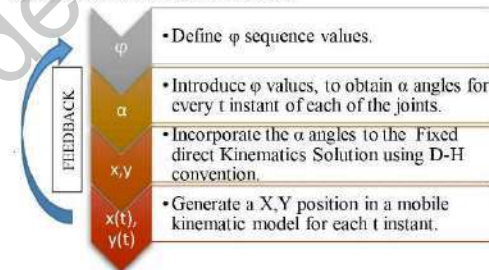 φ
• Define φ sequence values.
FEEDBACK
α
• Introduce φ values, to obtain α angles for
every t instant of each of the joints.
x,y
• Incorporate the α angles to the Fixed
direct Kinematics Solution using D-H
convention.
x(t),
y(t)
• Generate a X,Y position in a mobile
kinematic model for each t instant.